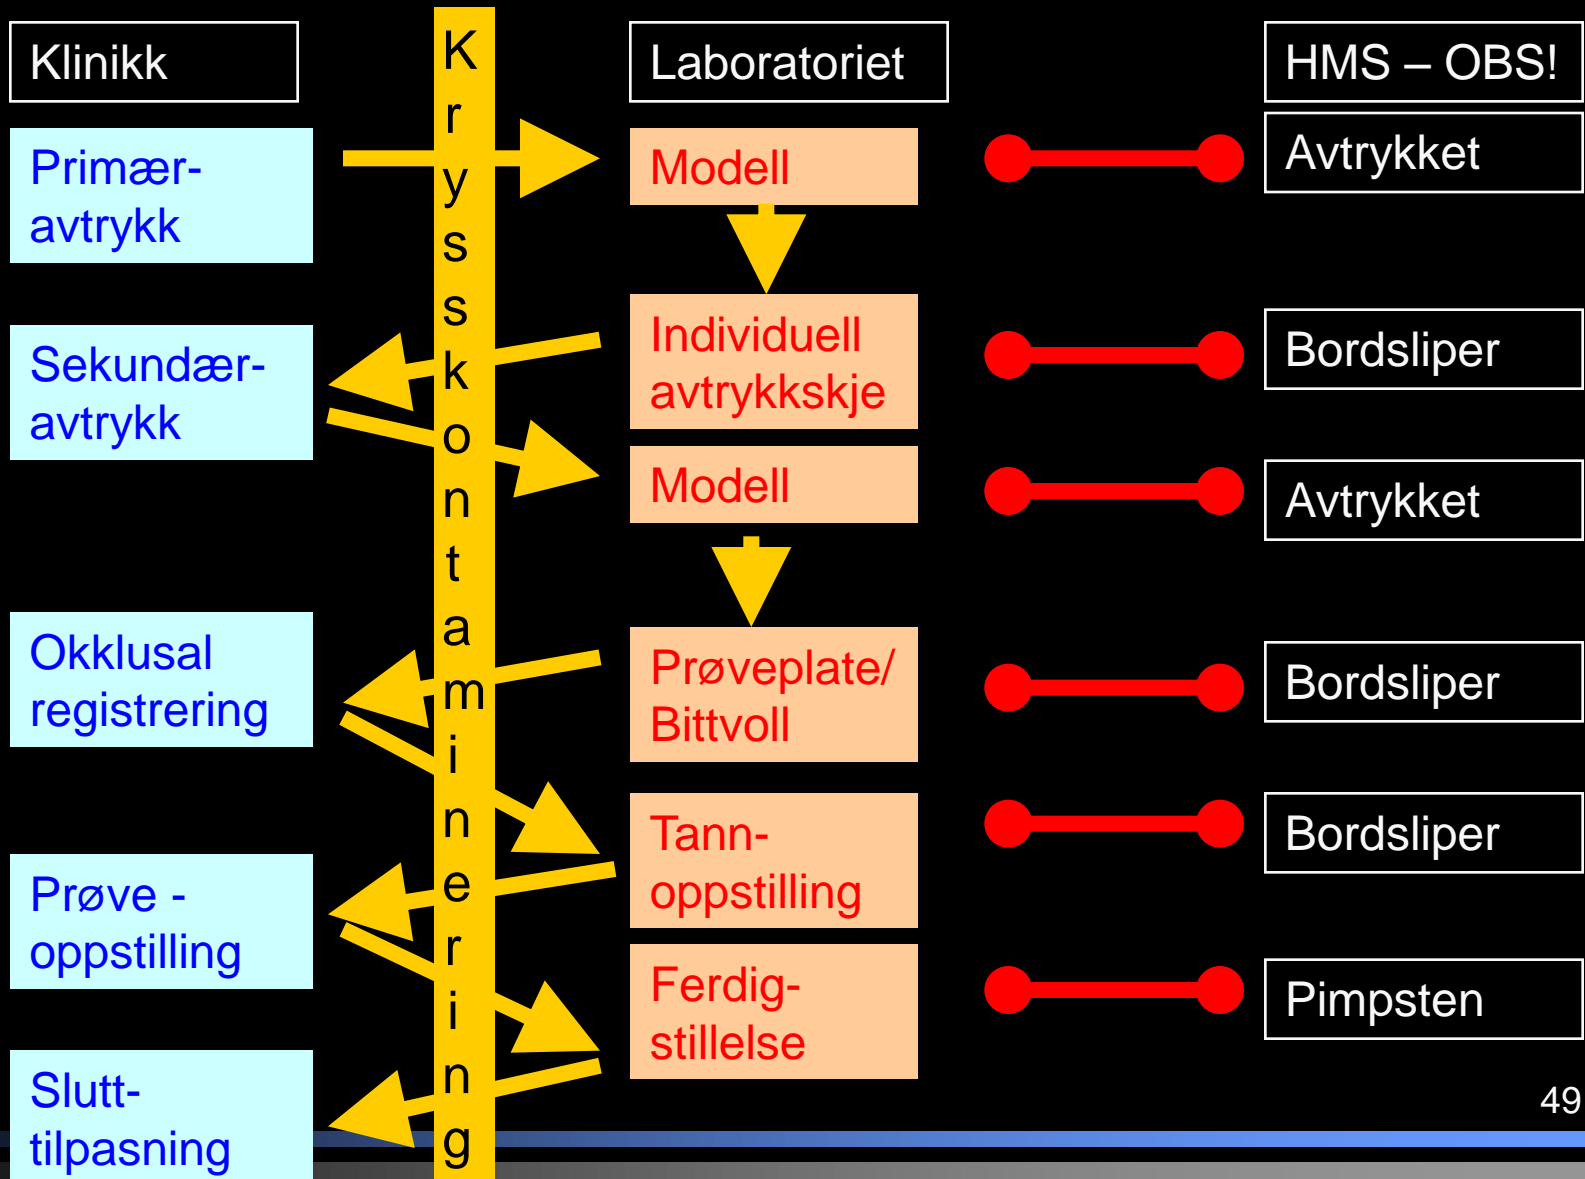 Klinikk
Laboratoriet
HMS – OBS!
Krysskontaminering
Primær-
avtrykk
Modell
Avtrykket
Individuell
avtrykkskje
Bordsliper
Sekundær-
avtrykk
Modell
Avtrykket
Okklusal
registrering
Prøveplate/
Bittvoll
Bordsliper
Tann-
oppstilling
Bordsliper
Prøve -
oppstilling
Ferdig-
stillelse
Pimpsten
Slutt-
tilpasning
49